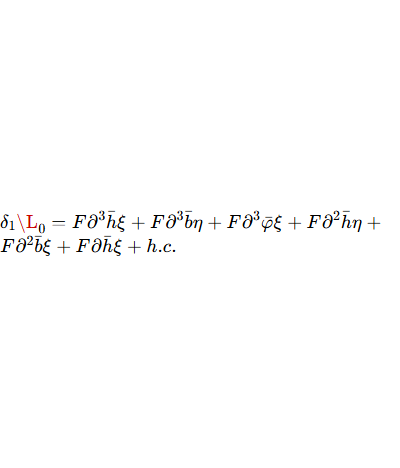 δ₁\L₀ = F∂³h̄ξ + F∂³b̄η + F∂³φ̄ξ + F∂²h̄η +
F∂²b̄ξ + F∂h̄ξ + h.c.